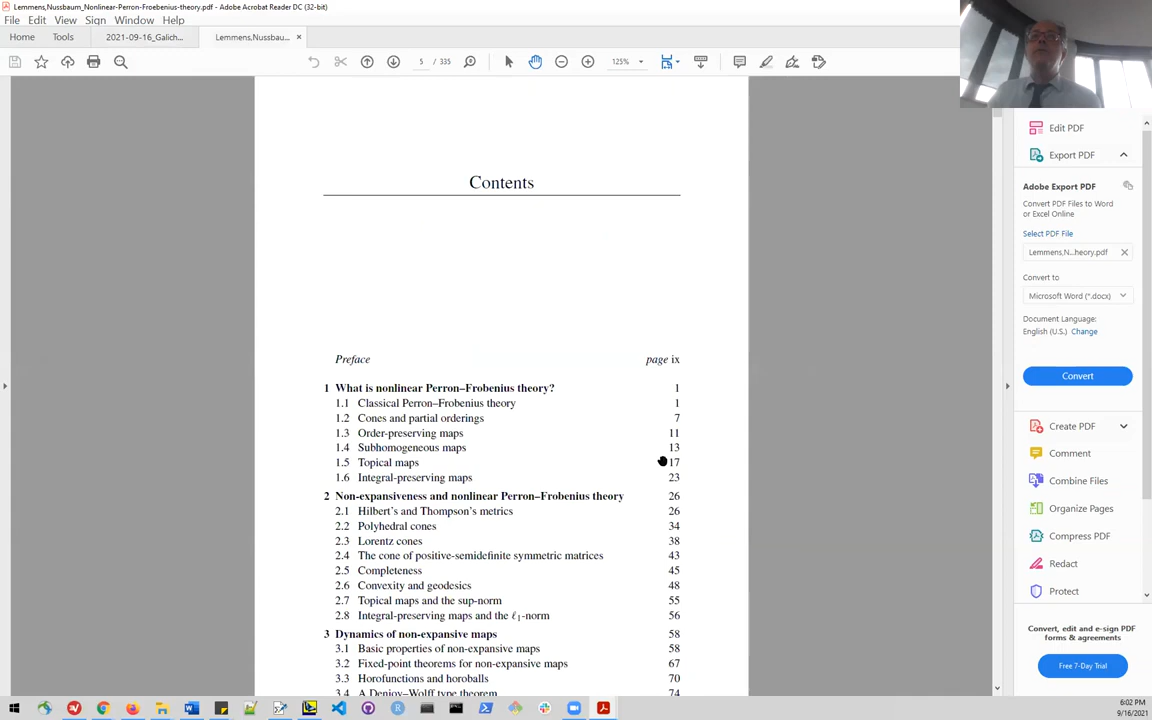 Lemmens,Nussbaum_Nonlinear-Perron-Froebenius-theory.pdf - Adobe Acrobat Reader DC (32-bit)
File Edit View Sign Window Help
Home Tools 2021-09-16_Galich... Lemmens,Nussbau... ×
5 / 335 125%
Contents
Preface page ix
1 What is nonlinear Perron–Frobenius theory? 1
1.1 Classical Perron–Frobenius theory 1
1.2 Cones and partial orderings 7
1.3 Order-preserving maps 11
1.4 Subhomogeneous maps 13
1.5 Topical maps 17
1.6 Integral-preserving maps 23
2 Non-expansiveness and nonlinear Perron–Frobenius theory 26
2.1 Hilbert's and Thompson's metrics 26
2.2 Polyhedral cones 34
2.3 Lorentz cones 38
2.4 The cone of positive-semidefinite symmetric matrices 43
2.5 Completeness 45
2.6 Convexity and geodesics 48
2.7 Topical maps and the sup-norm 55
2.8 Integral-preserving maps and the ℓ1-norm 56
3 Dynamics of non-expansive maps 58
3.1 Basic properties of non-expansive maps 58
3.2 Fixed-point theorems for non-expansive maps 67
3.3 Horofunctions and horoballs 70
3.4 A Denjoy–Wolff type theorem 74
Edit PDF
Export PDF
Adobe Export PDF
Convert PDF Files to Word
or Excel Online
Select PDF File
Lemmens,N...heory.pdf
Convert to
Microsoft Word (*.docx)
Document Language:
English (U.S.) Change
Convert
Create PDF
Comment
Combine Files
Organize Pages
Compress PDF
Redact
Protect
Convert, edit and e-sign PDF
forms & agreements
Free 7-Day Trial
6:02 PM
9/16/2021